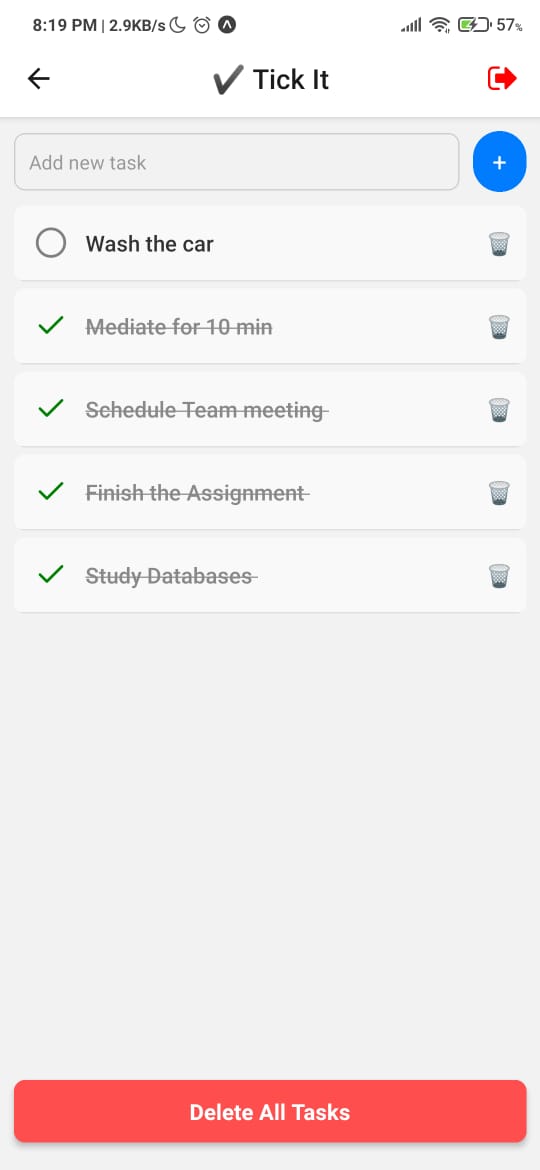 8:19 PM | 2.9KB/s 57%
✔ Tick It
Add new task
+
Wash the car
Mediate for 10 min
Schedule Team meeting
Finish the Assignment
Study Databases
Delete All Tasks